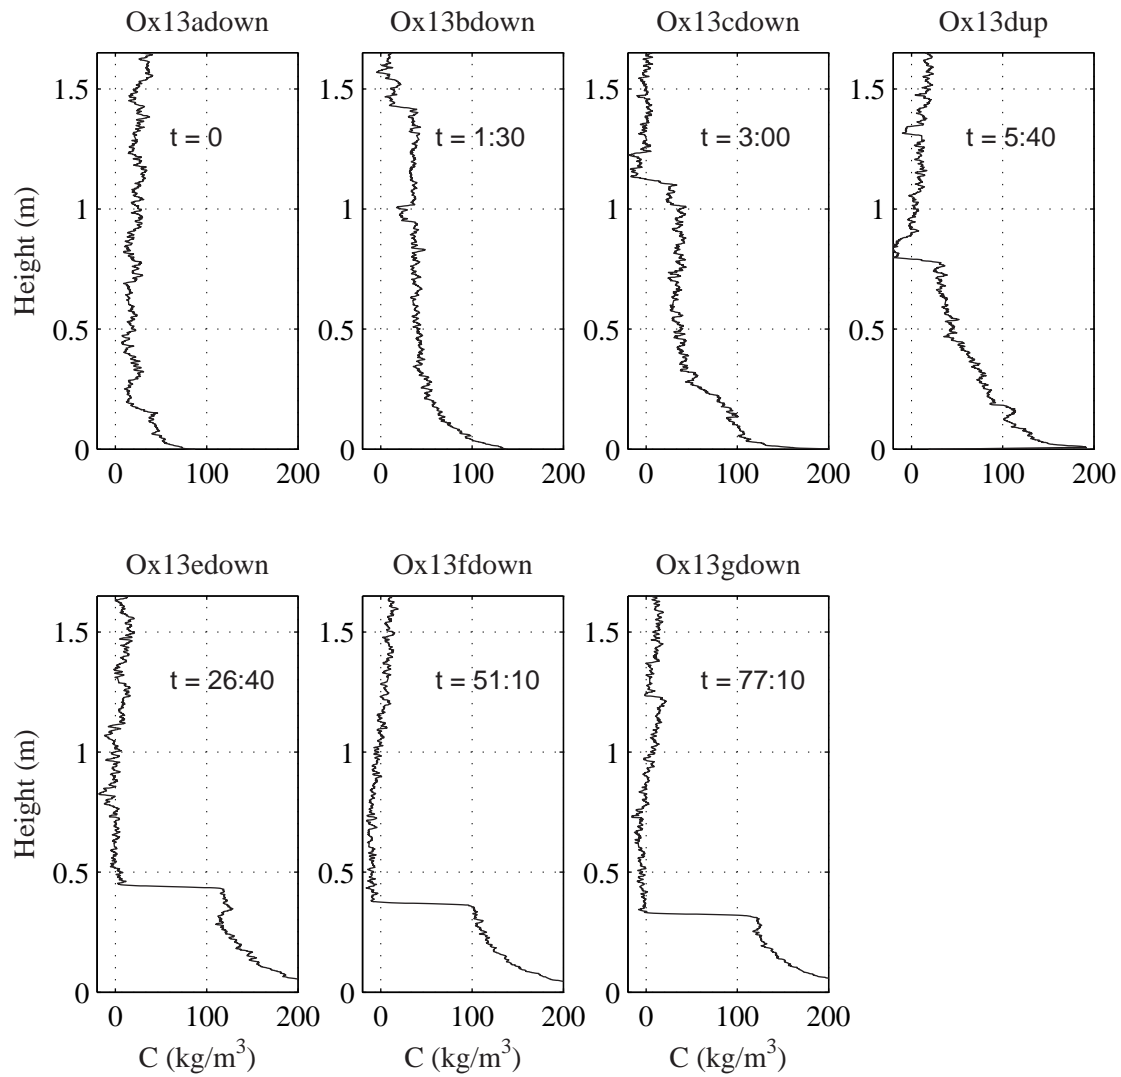 Ox13adown
Ox13bdown
Ox13cdown
Ox13dup
1.5
1
0.5
0
Height (m)
t = 0
0 100 200
1.5
1
0.5
0
t = 1:30
0 100 200
1.5
1
0.5
0
t = 3:00
0 100 200
1.5
1
0.5
0
t = 5:40
0 100 200
Ox13edown
Ox13fdown
Ox13gdown
1.5
1
0.5
0
Height (m)
t = 26:40
0 100 200
C (kg/m³)
1.5
1
0.5
0
t = 51:10
0 100 200
C (kg/m³)
1.5
1
0.5
0
t = 77:10
0 100 200
C (kg/m³)